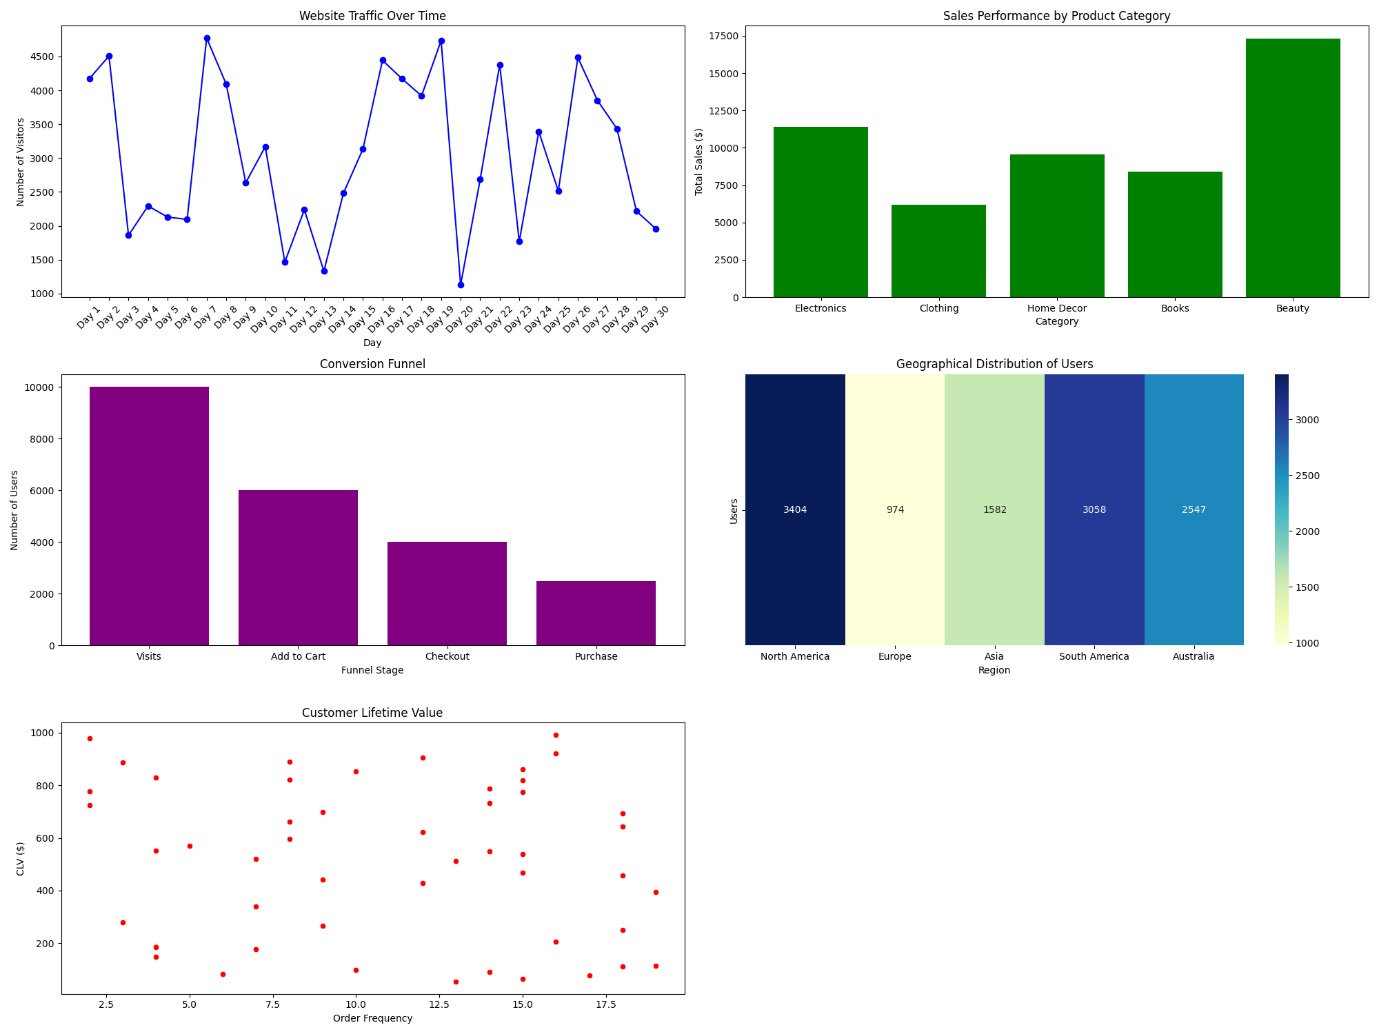 Website Traffic Over Time
Number of Visitors
4500
4000
3500
3000
2500
2000
1500
1000
Day 1 Day 2 Day 3 Day 4 Day 5 Day 6 Day 7 Day 8 Day 9 Day 10 Day 11 Day 12 Day 13 Day 14 Day 15 Day 16 Day 17 Day 18 Day 19 Day 20 Day 21 Day 22 Day 23 Day 24 Day 25 Day 26 Day 27 Day 28 Day 29 Day 30
Day
Sales Performance by Product Category
Total Sales ($)
17500
15000
12500
10000
7500
5000
2500
0
Electronics Clothing Home Decor Books Beauty
Category
Conversion Funnel
Number of Users
10000
8000
6000
4000
2000
0
Visits Add to Cart Checkout Purchase
Funnel Stage
Geographical Distribution of Users
Users
3404 974 1582 3058 2547
North America Europe Asia South America Australia
Region
3000
2500
2000
1500
1000
Customer Lifetime Value
CLV ($)
1000
800
600
400
200
2.5 5.0 7.5 10.0 12.5 15.0 17.5
Order Frequency